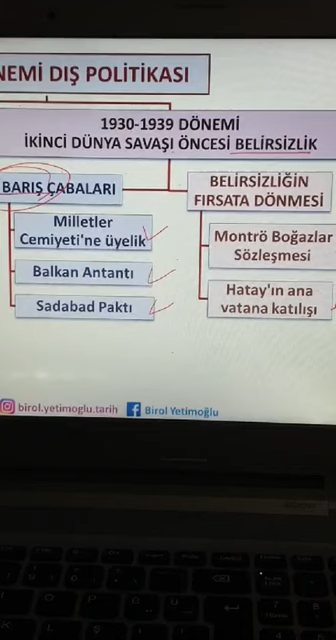 NEMİ DIŞ POLİTİKASI
1930-1939 DÖNEMİ
İKİNCİ DÜNYA SAVAŞI ÖNCESİ BELİRSİZLİK
BARIŞ ÇABALARI
Milletler
Cemiyeti'ne üyelik
Balkan Antantı
Sadabad Paktı
BELİRSİZLİĞİN
FIRSATA DÖNMESİ
Montrö Boğazlar
Sözleşmesi
Hatay'ın ana
vatana katılışı
birol.yetimoglu.tarih
Birol Yetimoğlu